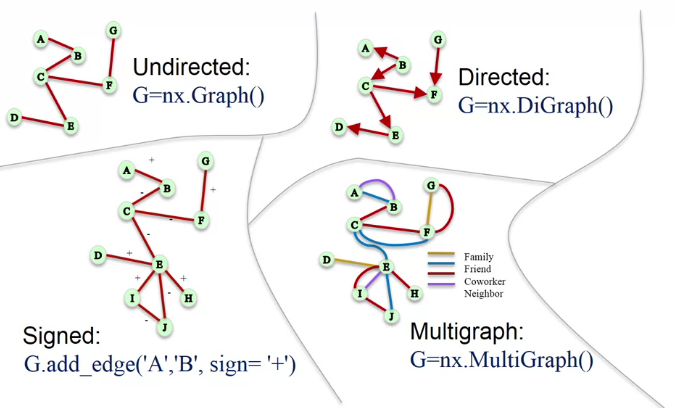 A
B
C
D
E
F
G
Undirected:
G=nx.Graph()
A
B
C
D
E
F
G
Directed:
G=nx.DiGraph()
A
B
C
D
E
F
G
I
H
J
+
-
-
+
-
+
+
-
+
-
Signed:
G.add_edge('A','B', sign= '+')
A
B
C
D
E
F
G
I
H
J
Family
Friend
Coworker
Neighbor
Multigraph:
G=nx.MultiGraph()